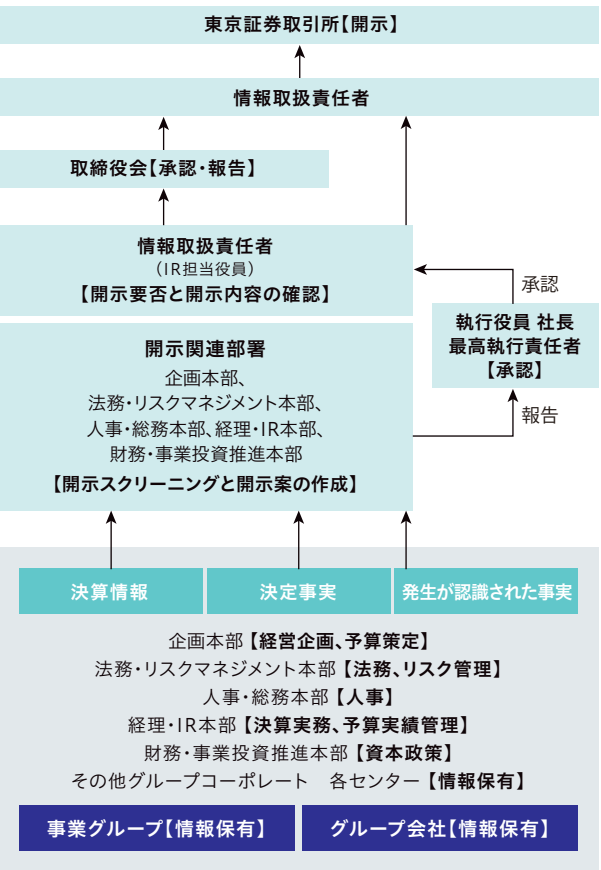 東京証券取引所【開示】
情報取扱責任者
取締役会【承認・報告】
情報取扱責任者
（IR担当役員）
【開示要否と開示内容の確認】
承認
執行役員 社長
最高執行責任者
【承認】
報告
開示関連部署
企画本部、
法務・リスクマネジメント本部、
人事・総務本部、経理・IR本部、
財務・事業投資推進本部
【開示スクリーニングと開示案の作成】
決算情報
決定事実
発生が認識された事実
企画本部【経営企画、予算策定】
法務・リスクマネジメント本部【法務、リスク管理】
人事・総務本部【人事】
経理・IR本部【決算実務、予算実績管理】
財務・事業投資推進本部【資本政策】
その他グループコーポレート　各センター【情報保有】
事業グループ【情報保有】
グループ会社【情報保有】